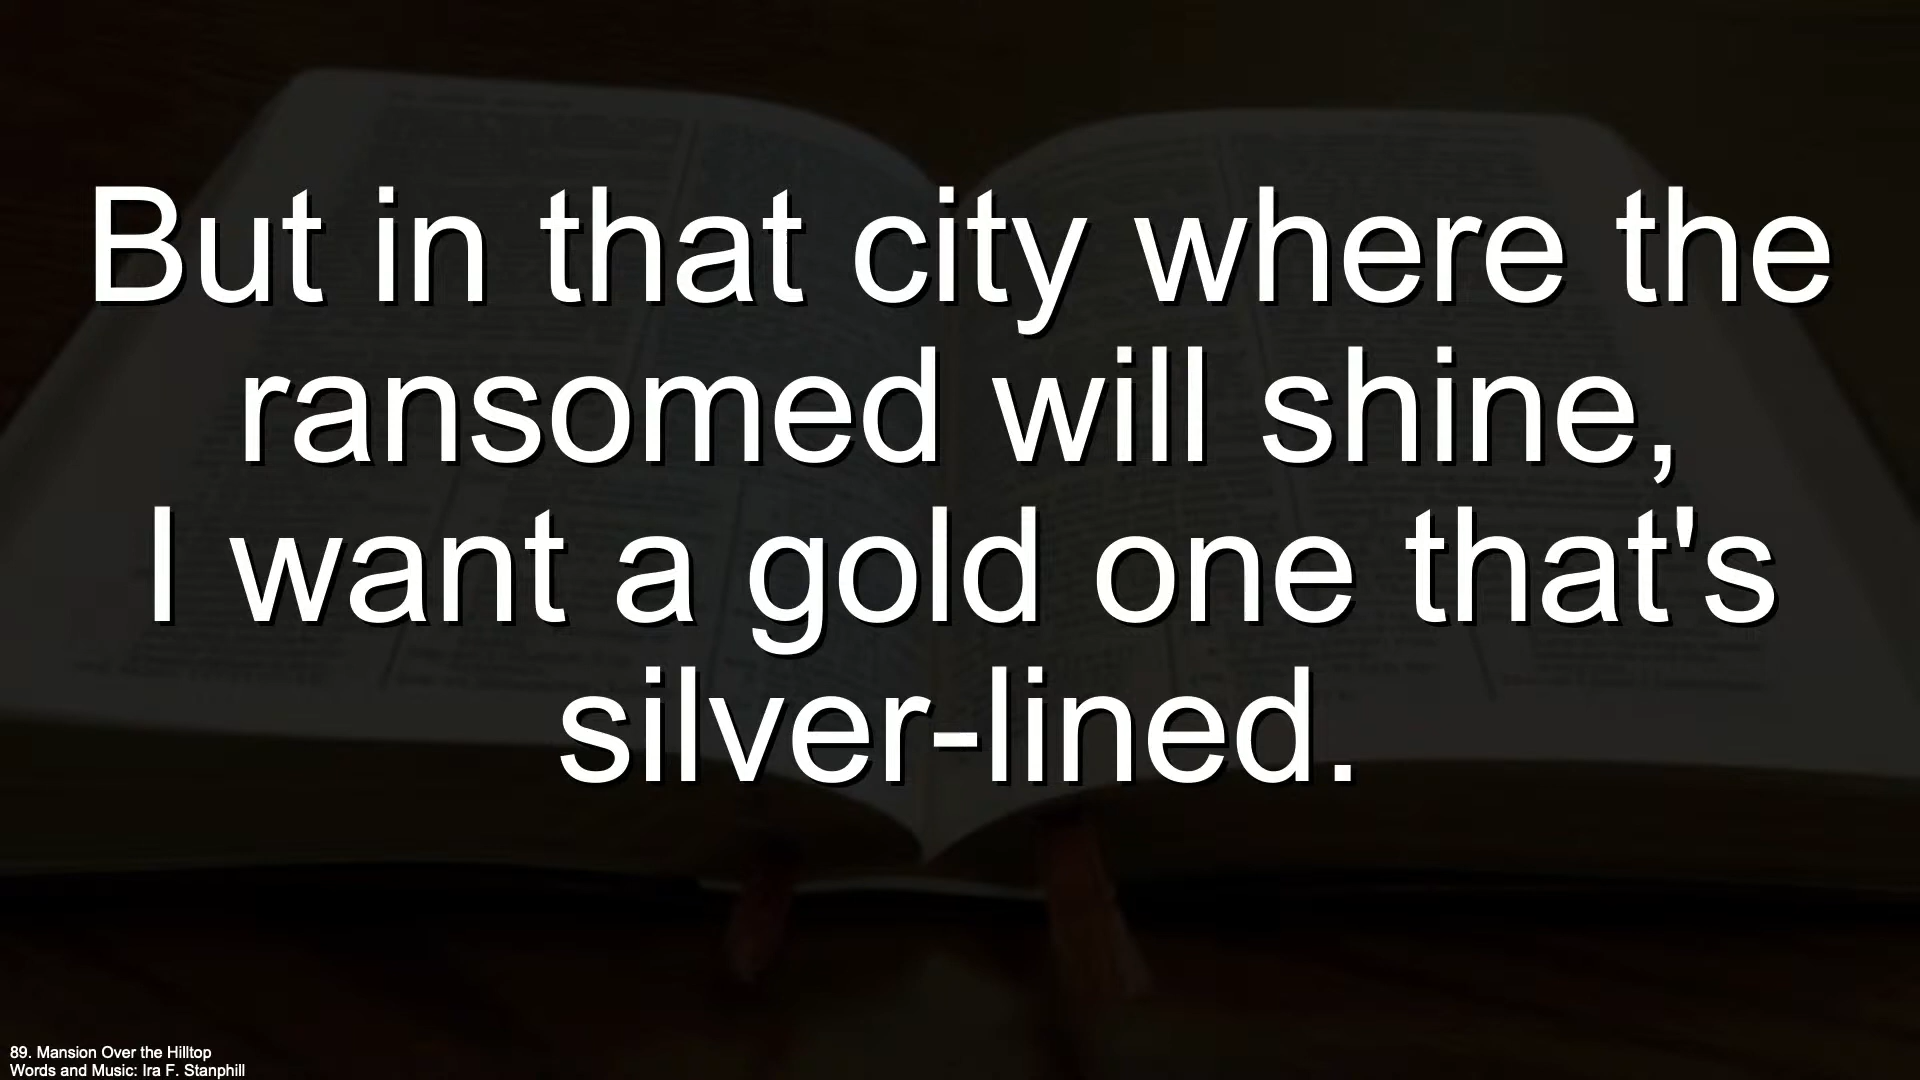 But in that city where the
ransomed will shine,
I want a gold one that's
silver-lined.
89. Mansion Over the Hilltop
Words and Music: Ira F. Stanphill